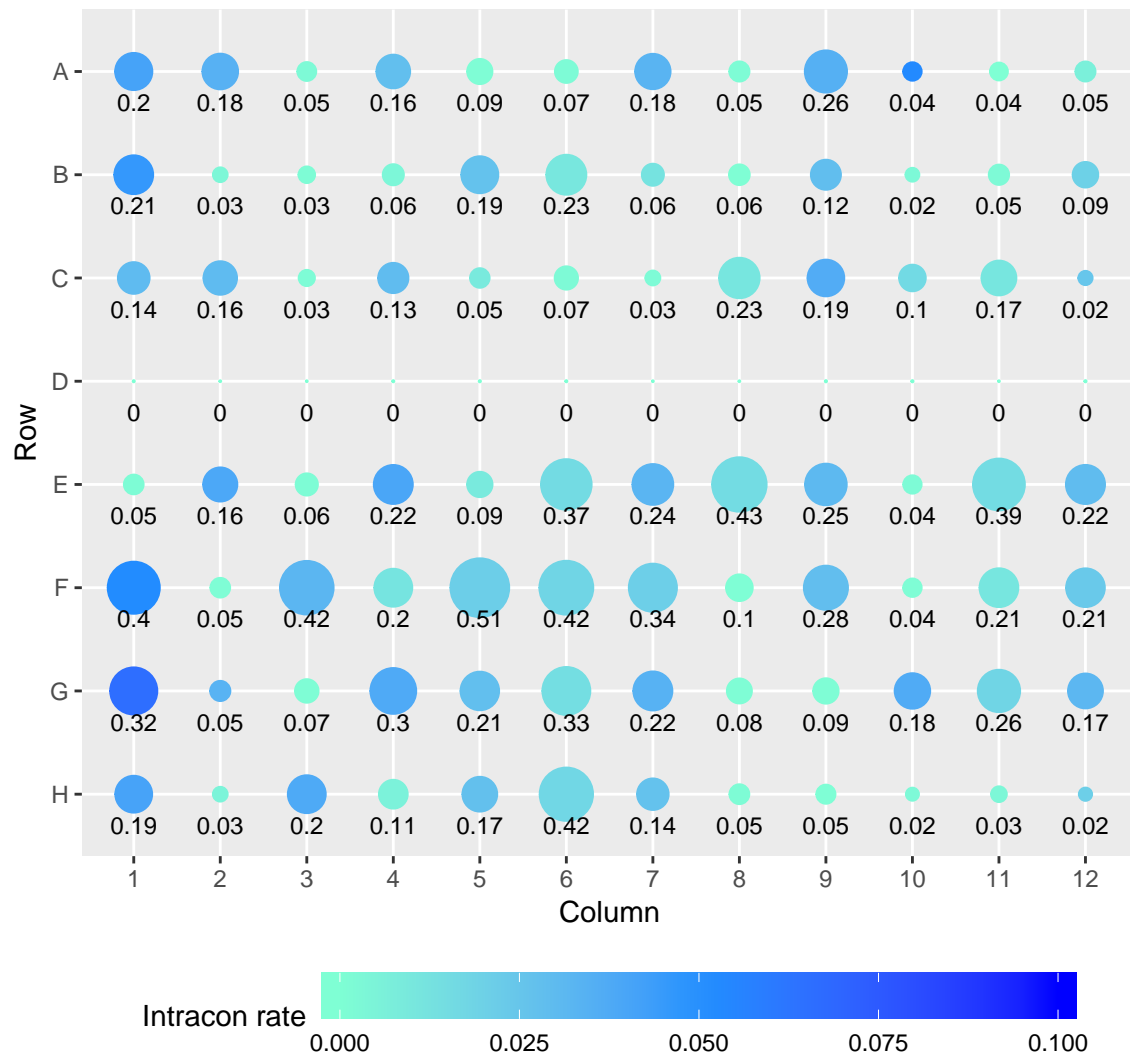 A
0.2 0.18 0.05 0.16 0.09 0.07 0.18 0.05 0.26 0.04 0.04 0.05
B
0.21 0.03 0.03 0.06 0.19 0.23 0.06 0.06 0.12 0.02 0.05 0.09
C
0.14 0.16 0.03 0.13 0.05 0.07 0.03 0.23 0.19 0.1 0.17 0.02
D
0 0 0 0 0 0 0 0 0 0 0 0
Row
E
0.05 0.16 0.06 0.22 0.09 0.37 0.24 0.43 0.25 0.04 0.39 0.22
F
0.4 0.05 0.42 0.2 0.51 0.42 0.34 0.1 0.28 0.04 0.21 0.21
G
0.32 0.05 0.07 0.3 0.21 0.33 0.22 0.08 0.09 0.18 0.26 0.17
H
0.19 0.03 0.2 0.11 0.17 0.42 0.14 0.05 0.05 0.02 0.03 0.02
1 2 3 4 5 6 7 8 9 10 11 12
Column
Intracon rate
0.000 0.025 0.050 0.075 0.100